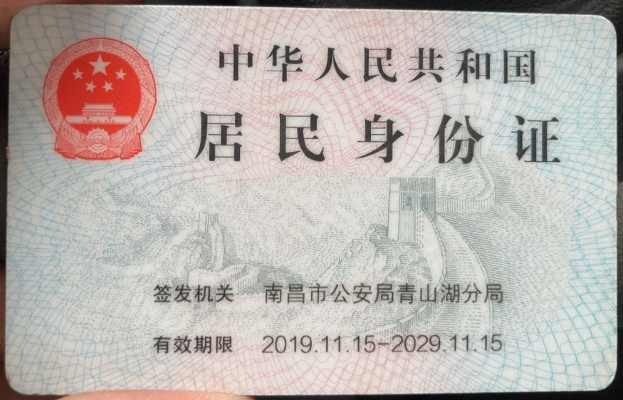 中华人民共和国
居民身份证
签发机关 南昌市公安局青山湖分局
有效期限 2019.11.15-2029.11.15